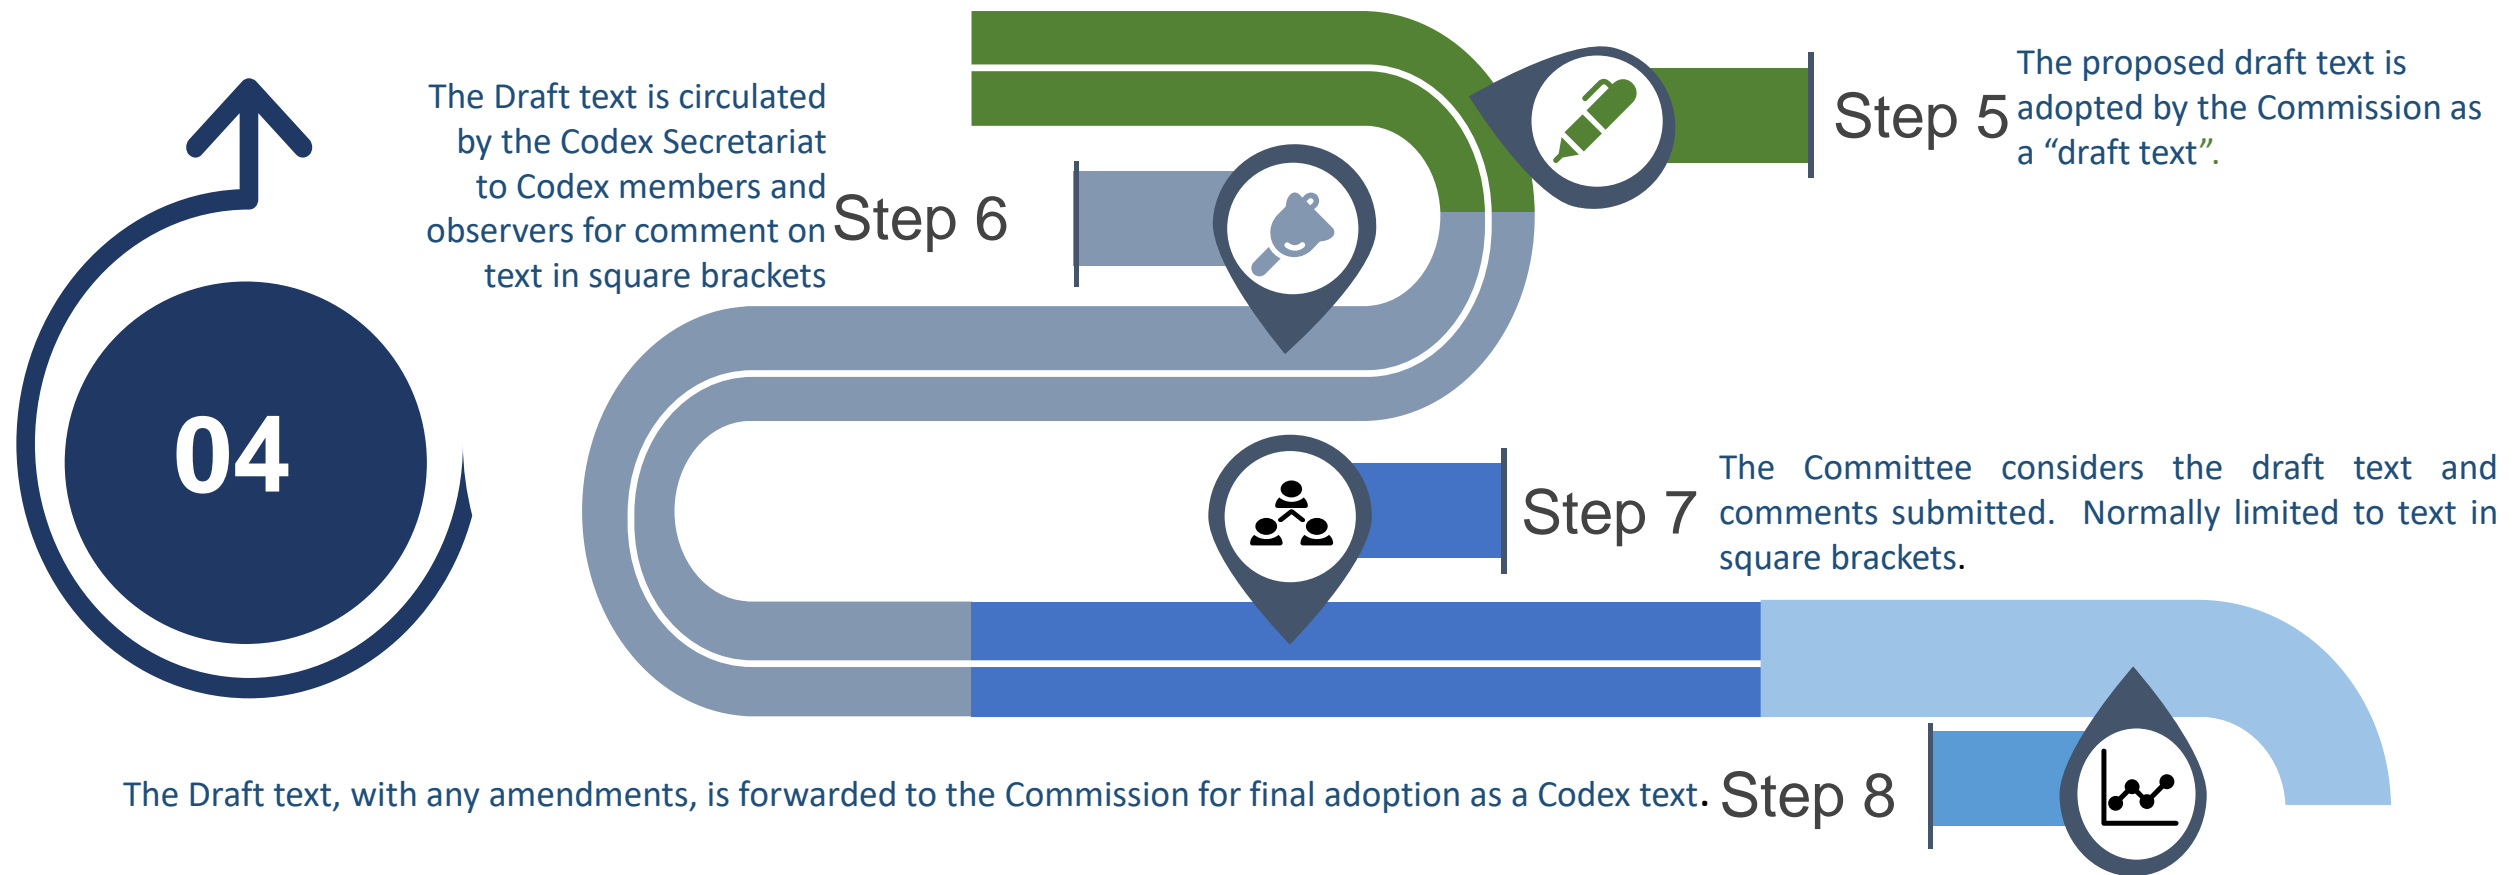 04
The proposed draft text is
adopted by the Commission as
a “draft text”.
Step 5
The Draft text is circulated
by the Codex Secretariat
to Codex members and
observers for comment on
text in square brackets
Step 6
Step 7
The Committee considers the draft text and
comments submitted. Normally limited to text in
square brackets.
The Draft text, with any amendments, is forwarded to the Commission for final adoption as a Codex text.
Step 8